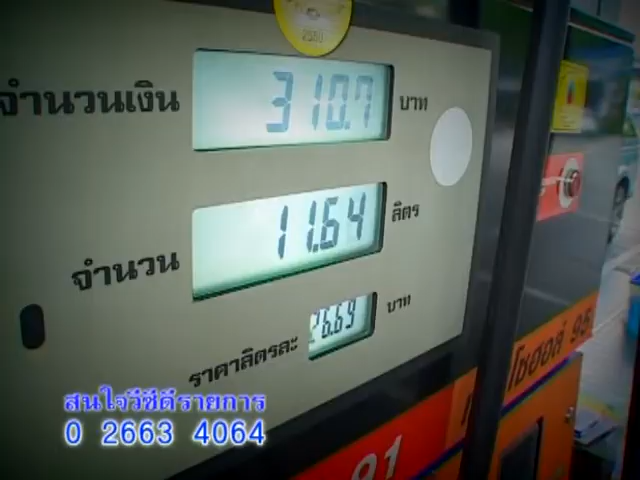 2550
จำนวนเงิน 310.7 บาท
จำนวน 11.64 ลิตร
ราคาลิตรละ 26.69 บาท
สนใจวีซีดีรายการ
0 2663 4064
โซฮอล์ 95
91